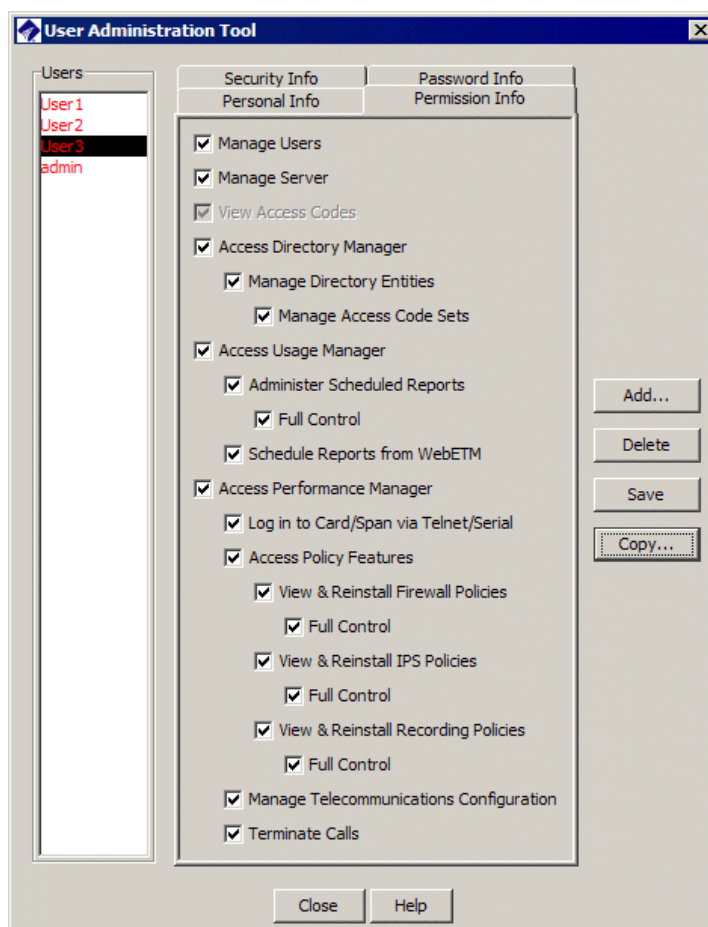 User Administration Tool
Users
User1
User2
User3
admin
Security Info
Password Info
Personal Info
Permission Info
Manage Users
Manage Server
View Access Codes
Access Directory Manager
Manage Directory Entities
Manage Access Code Sets
Access Usage Manager
Administer Scheduled Reports
Full Control
Schedule Reports from WebETM
Access Performance Manager
Log in to Card/Span via Telnet/Serial
Access Policy Features
View & Reinstall Firewall Policies
Full Control
View & Reinstall IPS Policies
Full Control
View & Reinstall Recording Policies
Full Control
Manage Telecommunications Configuration
Terminate Calls
Add...
Delete
Save
Copy...
Close
Help